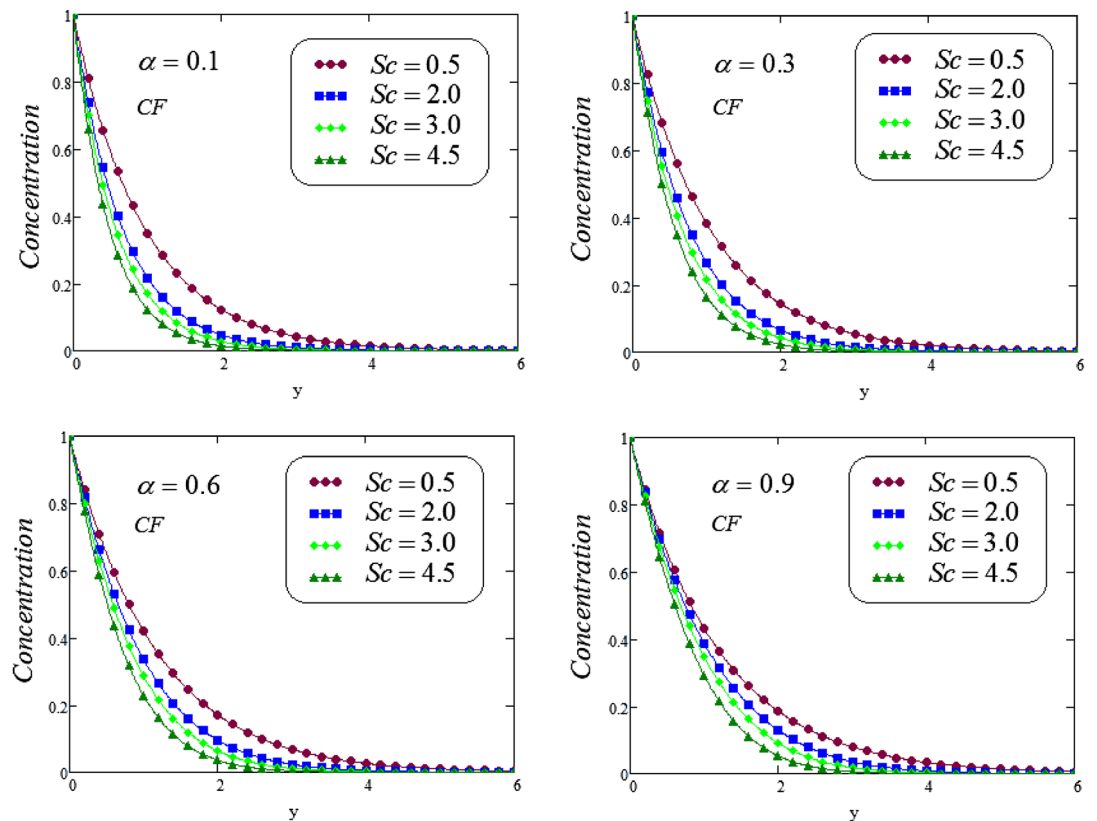 α = 0.1
CF
Sc = 0.5
Sc = 2.0
Sc = 3.0
Sc = 4.5
Concentration
1
0.8
0.6
0.4
0.2
0
0
2
4
6
y
α = 0.3
CF
Sc = 0.5
Sc = 2.0
Sc = 3.0
Sc = 4.5
Concentration
1
0.8
0.6
0.4
0.2
0
0
2
4
6
y
α = 0.6
CF
Sc = 0.5
Sc = 2.0
Sc = 3.0
Sc = 4.5
Concentration
1
0.8
0.6
0.4
0.2
0
0
2
4
6
y
α = 0.9
CF
Sc = 0.5
Sc = 2.0
Sc = 3.0
Sc = 4.5
Concentration
1
0.8
0.6
0.4
0.2
0
0
2
4
6
y